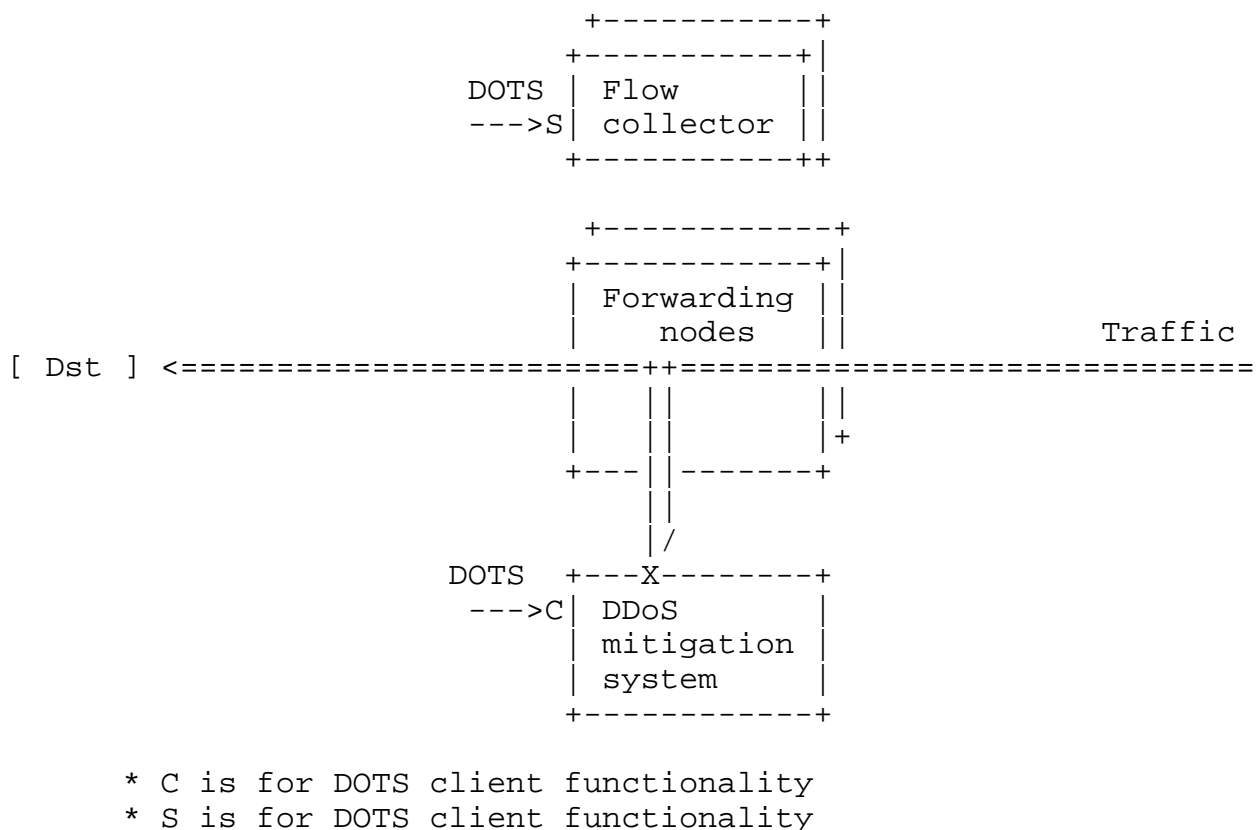 +-----------+
+-----------+|
DOTS | Flow ||
--->S| collector ||
+-----------++
+------------+
+------------+|
| Forwarding ||
| nodes || Traffic
[ Dst ] <========================++==============================
| || ||
| || |+
+---||-------+
||
|/
DOTS +---X--------+
--->C| DDoS |
| mitigation |
| system |
+------------+
* C is for DOTS client functionality
* S is for DOTS client functionality